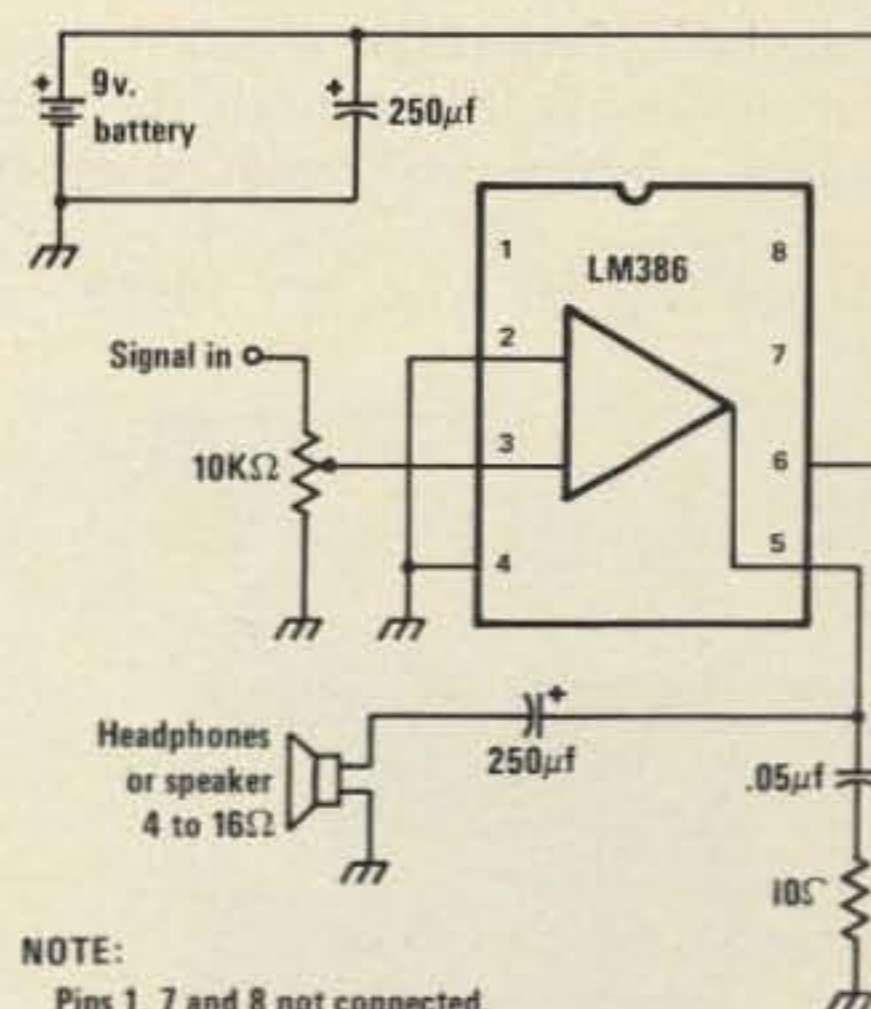 + 9v.
battery
+ 250μf
1
8
LM386
2
Signal in
7
3
10KΩ
6
5
4
Headphones
or speaker
4 to 16Ω
+
250μf
.05μf
10Ω
NOTE:
Pins 1, 7 and 8 not connected